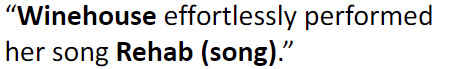 “Winehouse effortlessly performed
her song Rehab (song).”